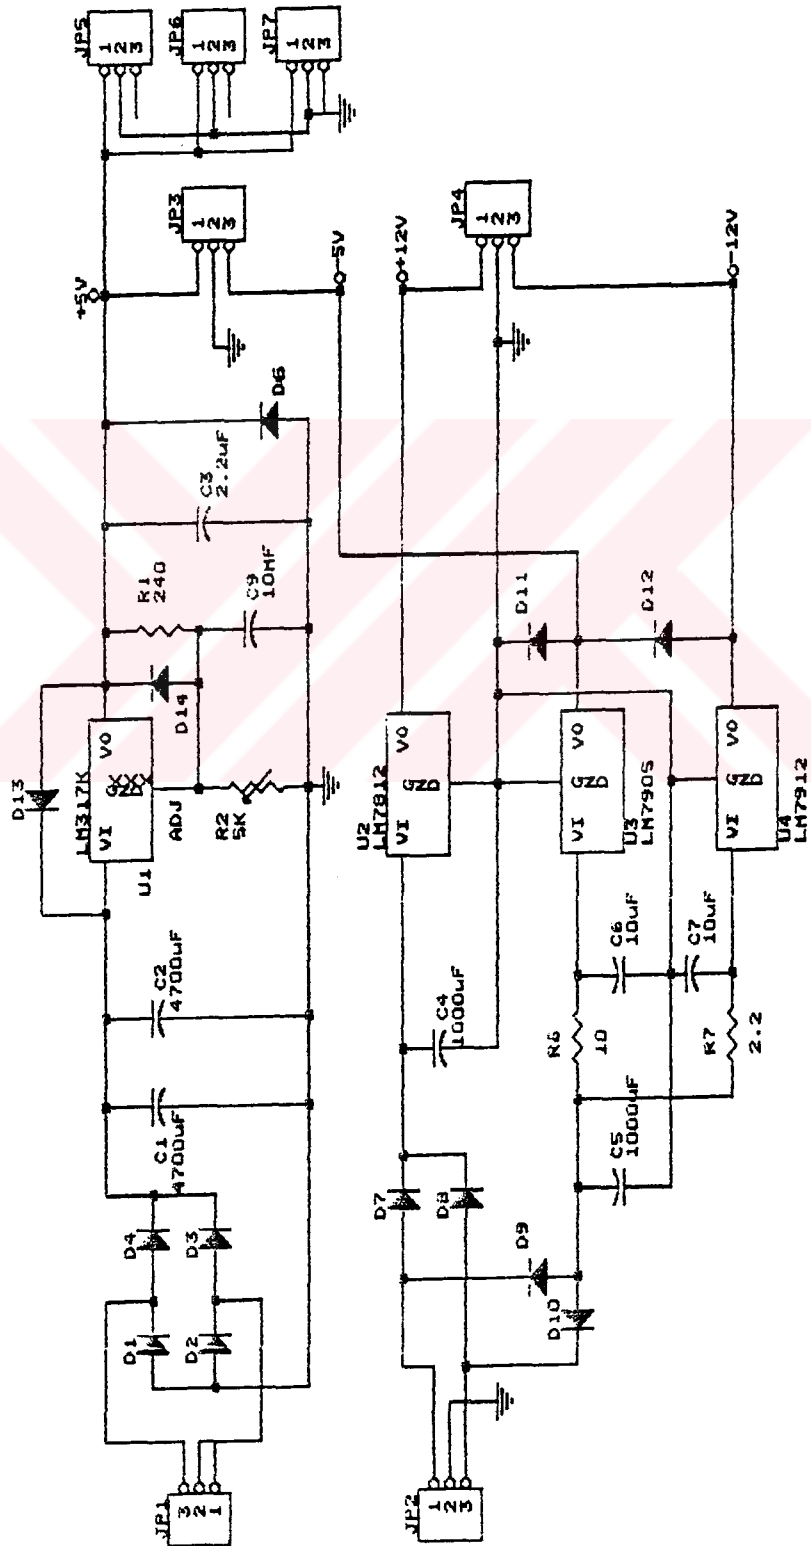 JP5
1
2
3
JP6
1
2
3
JP7
1
2
3
+5V
JP3
1
2
3
-5V
+12V
JP4
1
2
3
-12V
D6
C3
2.2uF
R1
240
C9
10MF
D14
D13
LM317K
VI
VO
GND
XXX
ADJ
U1
R2
5K
C2
4700uF
C1
4700uF
D4
D3
D1
D2
JP1
3
2
1
D11
D12
U2
LM7812
VI
VO
GND
VI
VO
GND
U3
LM7905
VI
VO
GND
U4
LM7912
C4
1000uF
C6
10uF
C7
10uF
R6
10
R7
2.2
C5
1000uF
D7
D8
D9
D10
JP2
1
2
3